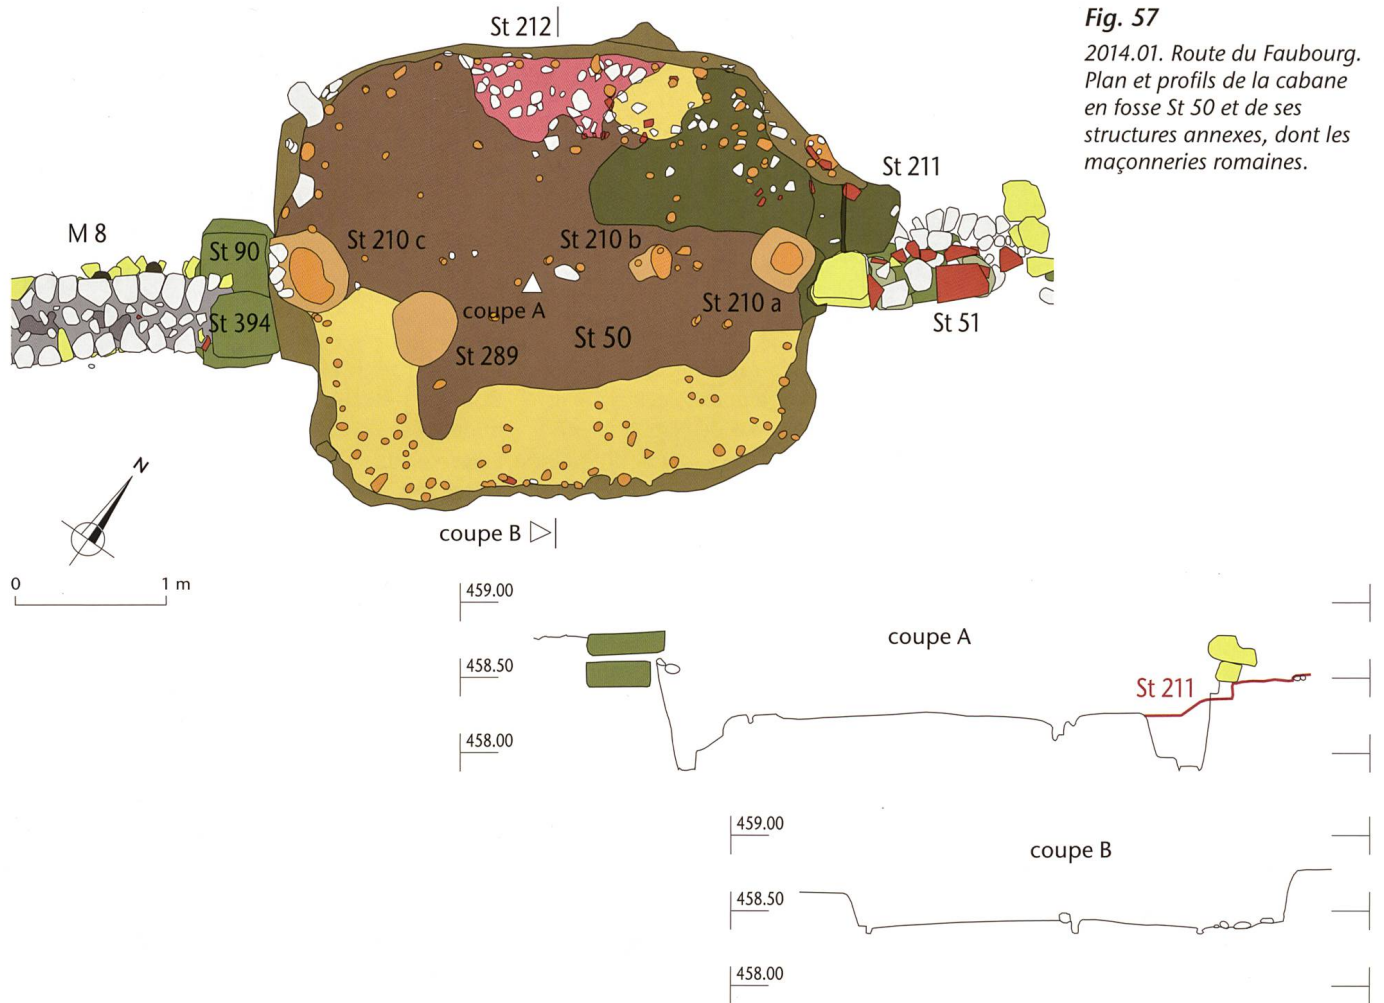 Fig. 57
2014.01. Route du Faubourg.
Plan et profils de la cabane
en fosse St 50 et de ses
structures annexes, dont les
maçonneries romaines.
St 212
St 211
M 8
St 90
St 210 c
St 210 b
coupe A
St 210 a
St 394
St 50
St 51
St 289
N
coupe B
0 1 m
459.00
coupe A
458.50
St 211
458.00
459.00
coupe B
458.50
458.00